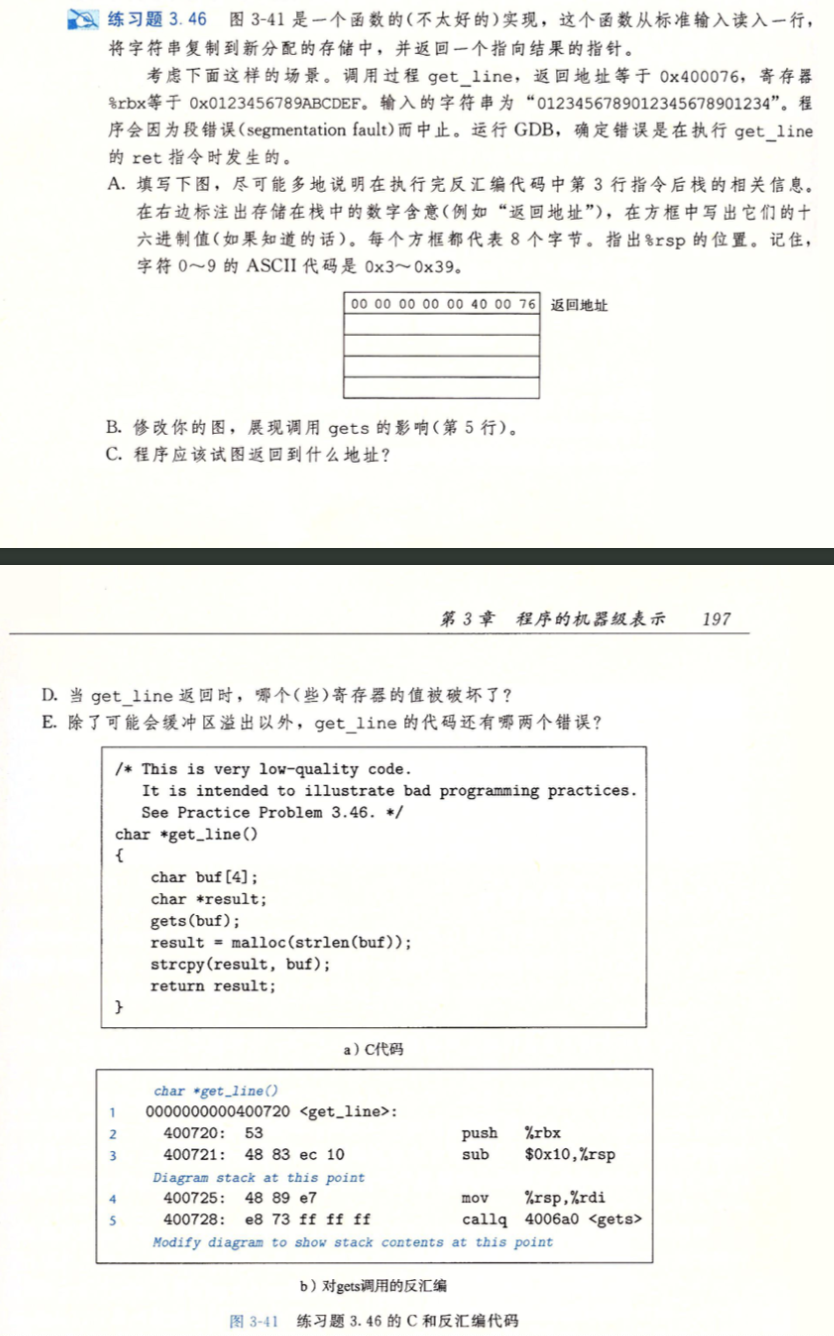 练习题 3.46 图 3-41 是一个函数的(不太好的)实现，这个函数从标准输入读入一行，
将字符串复制到新分配的存储中，并返回一个指向结果的指针。
考虑下面这样的场景。调用过程 get_line，返回地址等于 0x400076，寄存器
%rbx等于 0x0123456789ABCDEF。输入的字符串为“0123456789012345678901234”。程
序会因为段错误(segmentation fault)而中止。运行 GDB，确定错误是在执行 get_line
的 ret 指令时发生的。
A. 填写下图，尽可能多地说明在执行完反汇编代码中第 3 行指令后栈的相关信息。
在右边标注出存储在栈中的数字含意(例如“返回地址”)，在方框中写出它们的十
六进制值(如果知道的话)。每个方框都代表 8 个字节。指出%rsp 的位置。记住，
字符 0～9 的 ASCII 代码是 0x3～0x39。
00 00 00 00 00 40 00 76 返回地址
B. 修改你的图，展现调用 gets 的影响(第 5 行)。
C. 程序应该试图返回到什么地址？
第 3 章 程序的机器级表示 197
D. 当 get_line 返回时，哪个(些)寄存器的值被破坏了？
E. 除了可能会缓冲区溢出以外，get_line 的代码还有哪两个错误？
/* This is very low-quality code.
It is intended to illustrate bad programming practices.
See Practice Problem 3.46. */
char *get_line()
{
char buf[4];
char *result;
gets(buf);
result = malloc(strlen(buf));
strcpy(result, buf);
return result;
}
a）C代码
char *get_line()
1 0000000000400720 <get_line>:
2 400720: 53 push %rbx
3 400721: 48 83 ec 10 sub $0x10,%rsp
Diagram stack at this point
4 400725: 48 89 e7 mov %rsp,%rdi
5 400728: e8 73 ff ff ff callq 4006a0 <gets>
Modify diagram to show stack contents at this point
b）对gets调用的反汇编
图 3-41 练习题 3.46 的 C 和反汇编代码